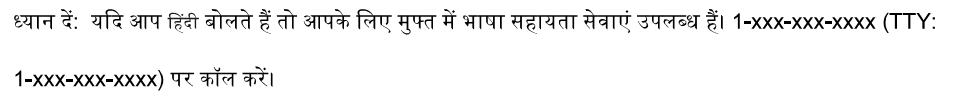 ध्यान दें:  यदि आप हिंदी बोलते हैं तो आपके लिए मुफ्त में भाषा सहायता सेवाएं उपलब्ध हैं। 1-xxx-xxx-xxxx (TTY:
1-xxx-xxx-xxxx) पर कॉल करें।